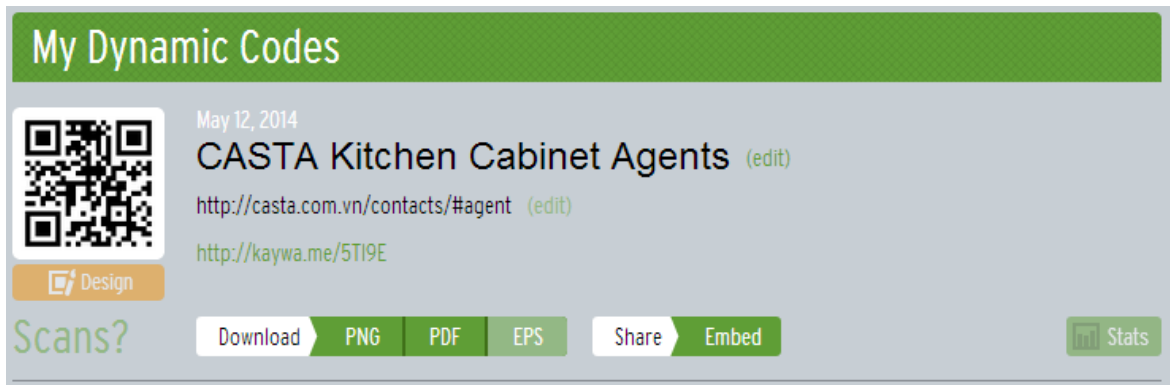 My Dynamic Codes
May 12, 2014
CASTA Kitchen Cabinet Agents (edit)
http://casta.com.vn/contacts/#agent (edit)
http://kaywa.me/5TI9E
Design
Scans? Download PNG PDF EPS Share Embed Stats